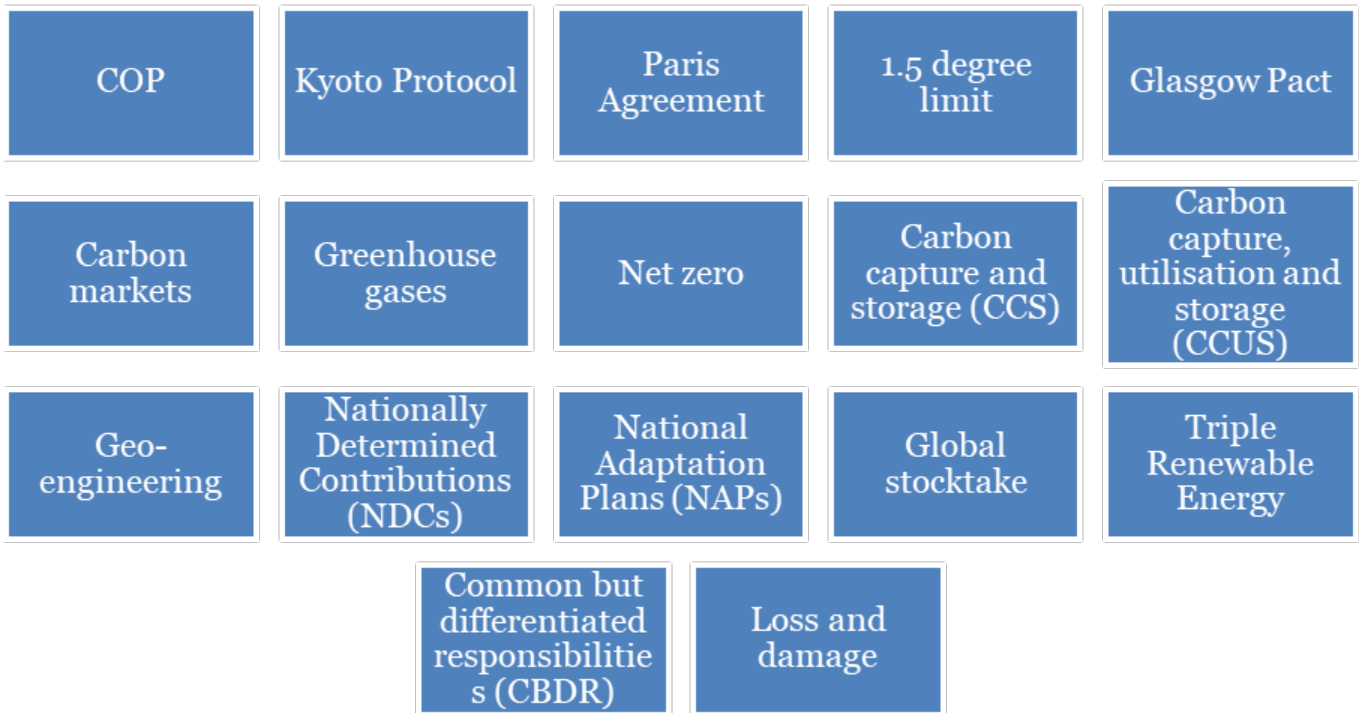 COP
Kyoto Protocol
Paris
Agreement
1.5 degree
limit
Glasgow Pact
Carbon
markets
Greenhouse
gases
Net zero
Carbon
capture and
storage (CCS)
Carbon
capture,
utilisation and
storage
(CCUS)
Geo-
engineering
Nationally
Determined
Contributions
(NDCs)
National
Adaptation
Plans (NAPs)
Global
stocktake
Triple
Renewable
Energy
Common but
differentiated
responsibilitie
s (CBDR)
Loss and
damage